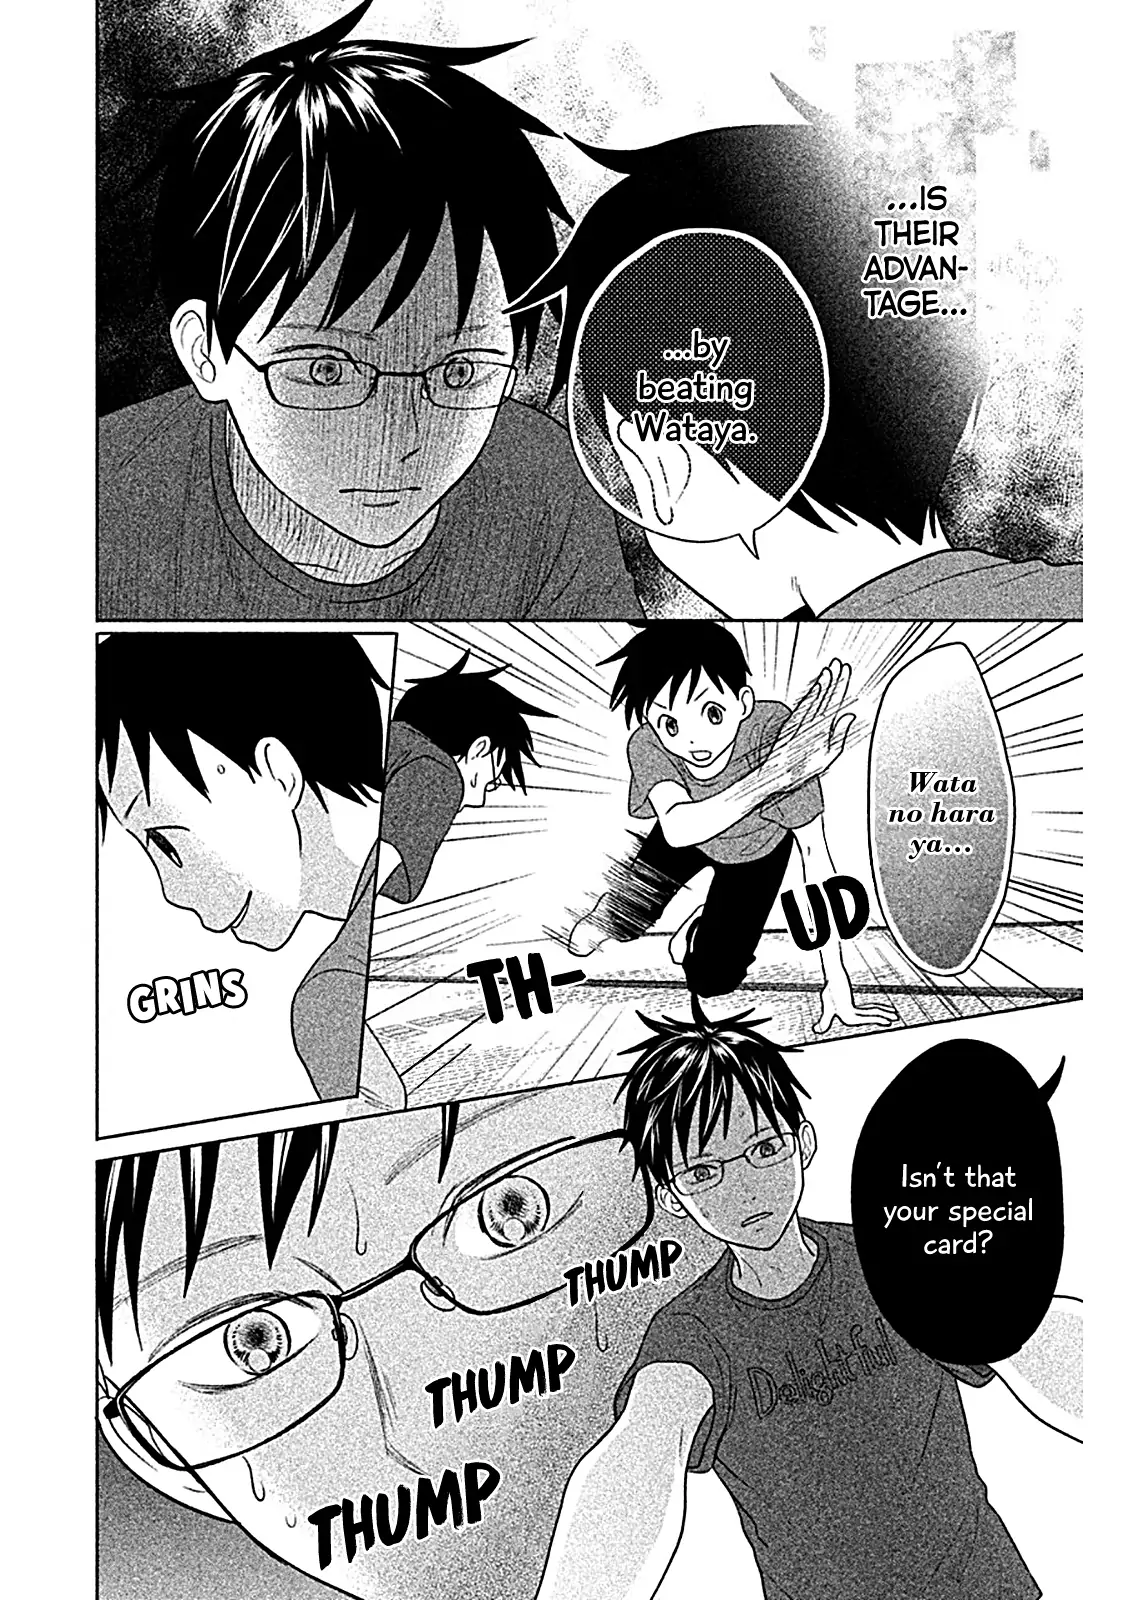 ...IS
THEIR
ADVAN-
TAGE...
...by
beating
Wataya.
Wata
no hara
ya...
TH-
UD
GRINS
Isn't that
your special
card?
THUMP
THUMP
THUMP
Delightful